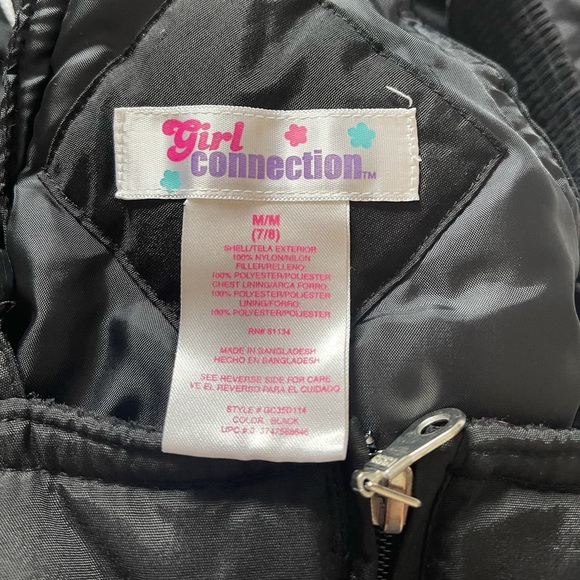 Girl
connection™
M/M
(7/8)
SHELL/TELA EXTERIOR
100% NYLON/NILON
FILLER/RELLENO:
100% POLYESTER/POLIESTER
CHEST LINING/ARCA FORRO:
100% POLYESTER/POLIESTER
LINING/FORRO:
100% POLYESTER/POLIESTER
RN# 61134
MADE IN BANGLADESH
HECHO EN BANGLADESH
SEE REVERSE SIDE FOR CARE
VE EL REVERSO PARA EL CUIDADO
STYLE # GC35D114
COLOR: BLACK
UPC #: